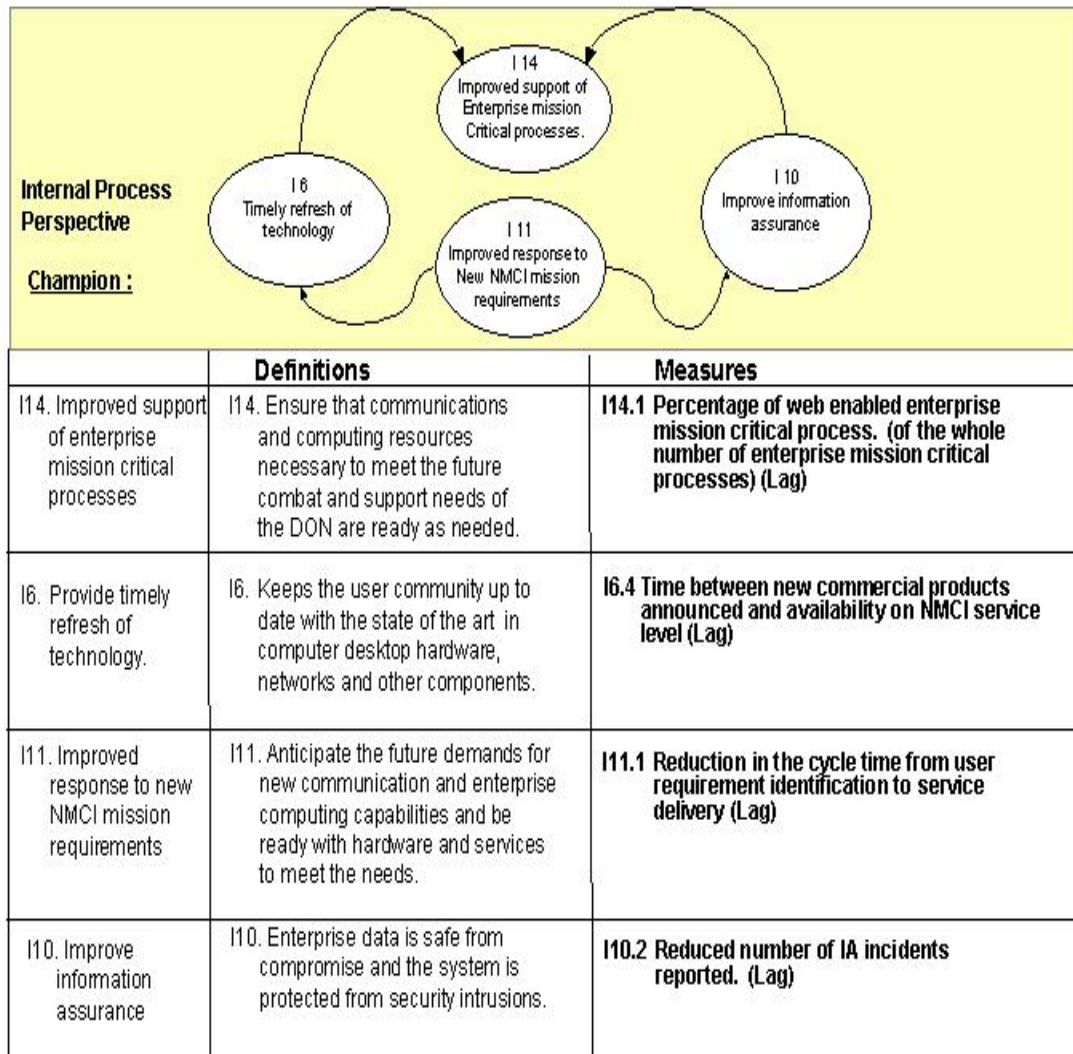 I 14
Improved support of
Enterprise mission
Critical processes.
I 6
Timely refresh of
technology
I 10
Improve information
assurance
Internal Process
Perspective
I 11
Improved response to
New NMCI mission
requirements
Champion :
Definitions
Measures
I14. Improved support
of enterprise
mission critical
processes
I14. Ensure that communications
and computing resources
necessary to meet the future
combat and support needs of
the DON are ready as needed.
I14.1 Percentage of web enabled enterprise
mission critical process. (of the whole
number of enterprise mission critical
processes) (Lag)
I6. Provide timely
refresh of
technology.
I6. Keeps the user community up to
date with the state of the art in
computer desktop hardware,
networks and other components.
I6.4 Time between new commercial products
announced and availability on NMCI service
level (Lag)
I11. Improved
response to new
NMCI mission
requirements
I11. Anticipate the future demands for
new communication and enterprise
computing capabilities and be
ready with hardware and services
to meet the needs.
I11.1 Reduction in the cycle time from user
requirement identification to service
delivery (Lag)
I10. Improve
information
assurance
I10. Enterprise data is safe from
compromise and the system is
protected from security intrusions.
I10.2 Reduced number of IA incidents
reported. (Lag)